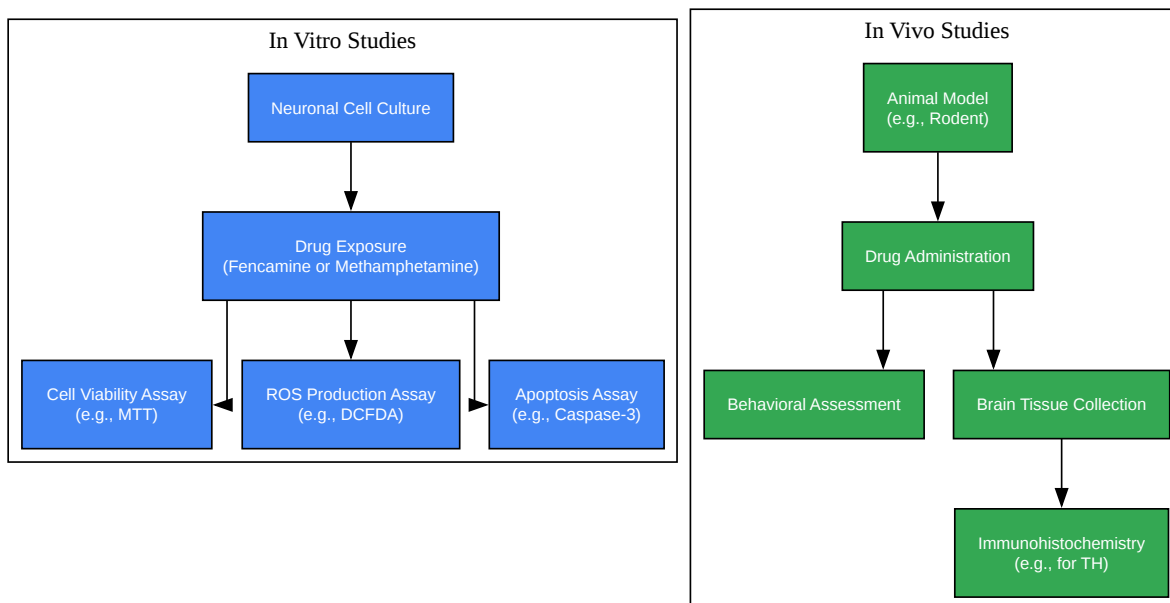 In Vitro Studies
Neuronal Cell Culture
Drug Exposure
(Fencamine or Methamphetamine)
Cell Viability Assay
(e.g., MTT)
ROS Production Assay
(e.g., DCFDA)
Apoptosis Assay
(e.g., Caspase-3)
In Vivo Studies
Animal Model
(e.g., Rodent)
Drug Administration
Behavioral Assessment
Brain Tissue Collection
Immunohistochemistry
(e.g., for TH)